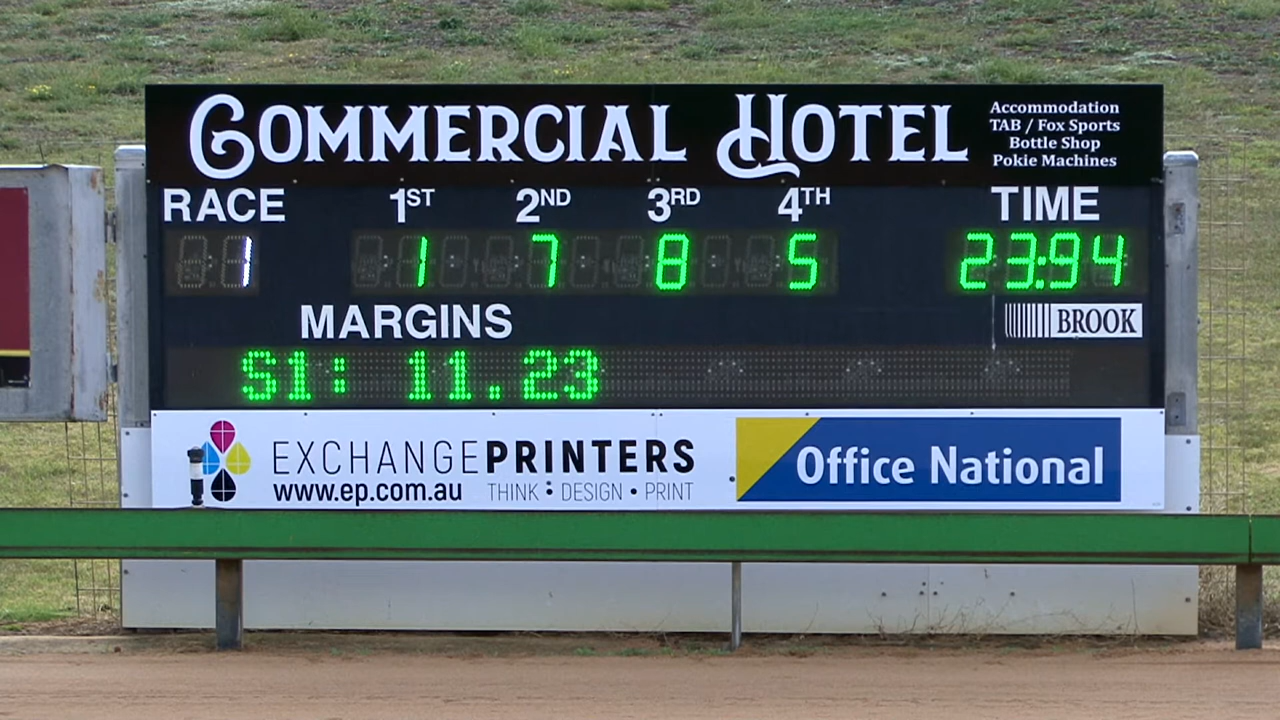 COMMERCIAL HOTEL
Accommodation
TAB / Fox Sports
Bottle Shop
Pokie Machines
RACE 1ST 2ND 3RD 4TH TIME
1 1 7 8 5 23:94
MARGINS
BROOK
S1: 11.23
EXCHANGEPRINTERS
www.ep.com.au THINK : DESIGN • PRINT
Office National